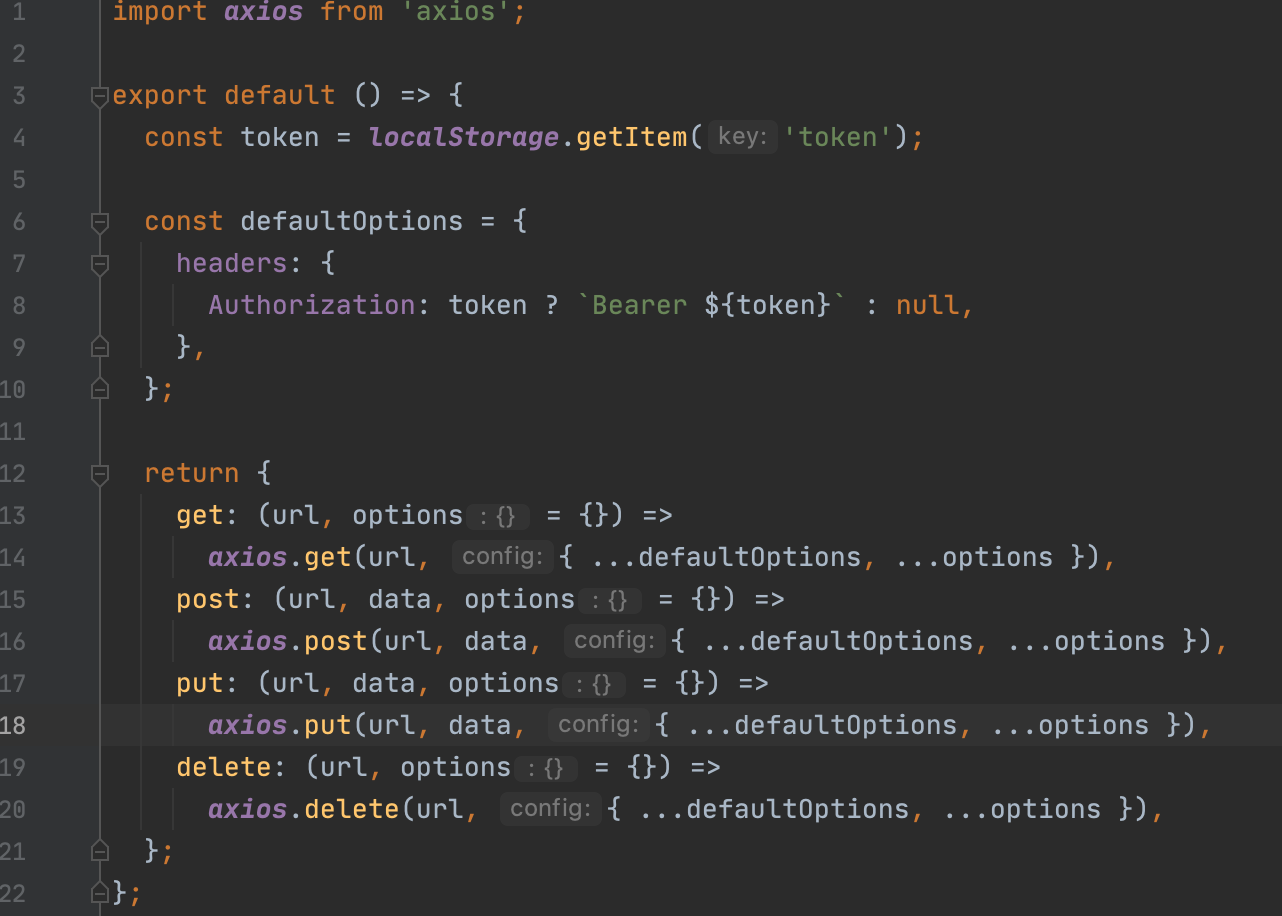 1 import axios from 'axios';
2
3 export default () => {
4   const token = localStorage.getItem( key: 'token');
5
6   const defaultOptions = {
7     headers: {
8       Authorization: token ? `Bearer ${token}` : null,
9     },
10   };
11
12   return {
13     get: (url, options : {} = {}) =>
14       axios.get(url, config: { ...defaultOptions, ...options }),
15     post: (url, data, options : {} = {}) =>
16       axios.post(url, data, config: { ...defaultOptions, ...options }),
17     put: (url, data, options : {} = {}) =>
18       axios.put(url, data, config: { ...defaultOptions, ...options }),
19     delete: (url, options : {} = {}) =>
20       axios.delete(url, config: { ...defaultOptions, ...options }),
21   };
22 };